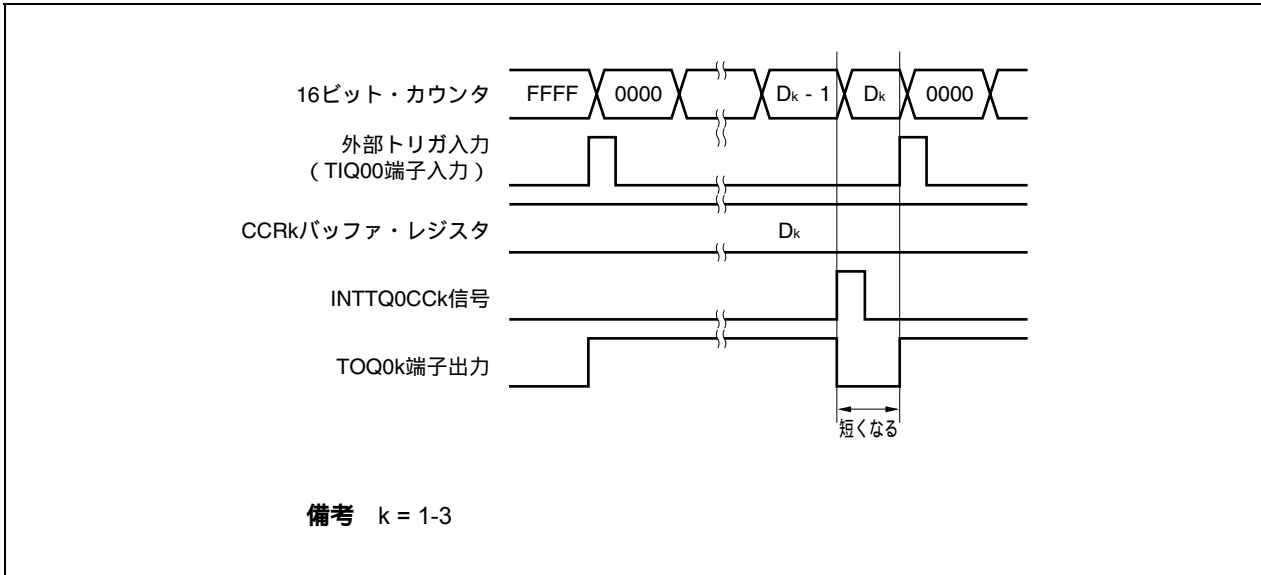 16ビット・カウンタ FFFF 0000 Dk - 1 Dk 0000
外部トリガ入力
（TIQ00端子入力）
CCRkバッファ・レジスタ Dk
INTTQ0CCk信号
TOQ0k端子出力
短くなる
備考 k = 1-3